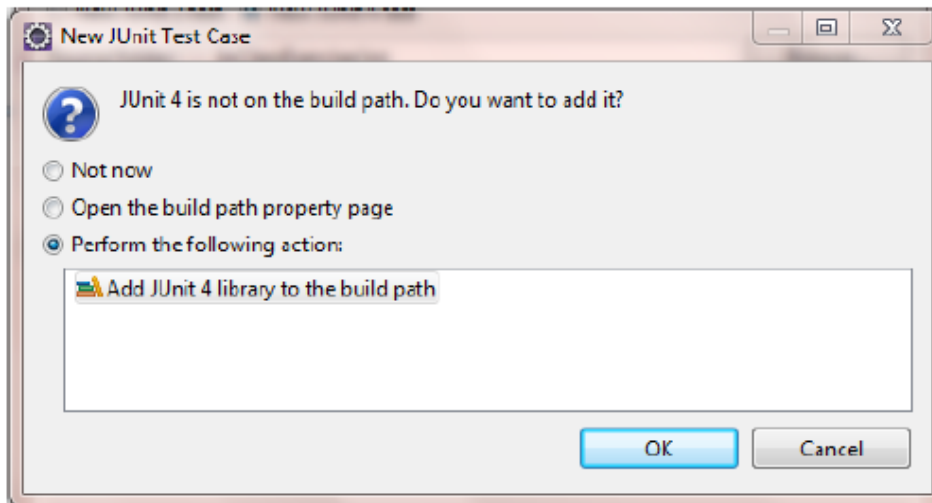 New JUnit Test Case
JUnit 4 is not on the build path. Do you want to add it?
Not now
Open the build path property page
Perform the following action:
Add JUnit 4 library to the build path
OK
Cancel